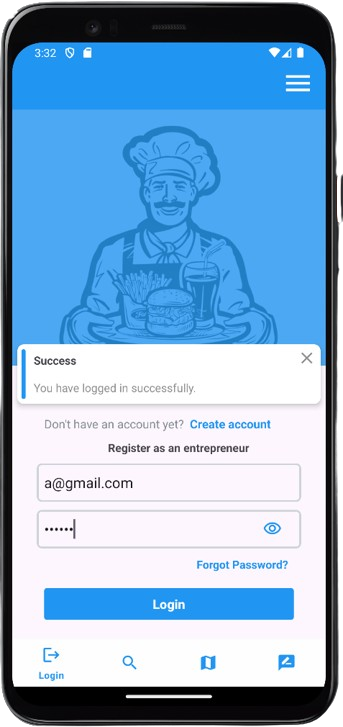 3:32
Success
You have logged in successfully.
Don't have an account yet? Create account
Register as an entrepreneur
a@gmail.com
••••••
Forgot Password?
Login
Login